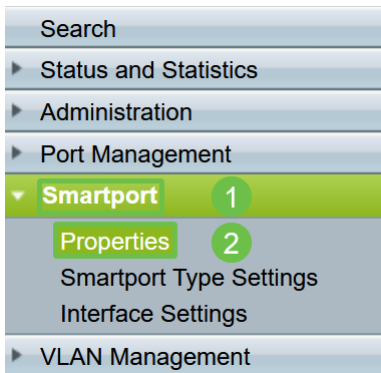 Search
Status and Statistics
Administration
Port Management
Smartport 1
Properties 2
Smartport Type Settings
Interface Settings
VLAN Management